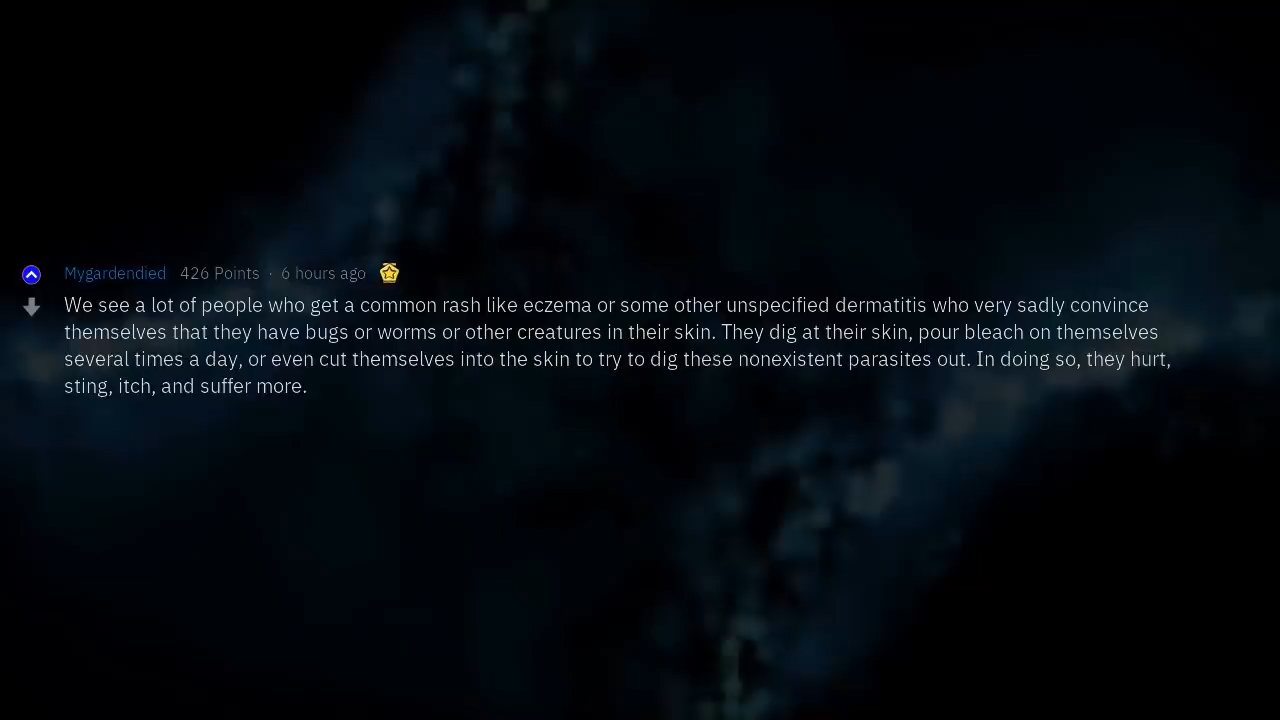 Mygardendied 426 Points · 6 hours ago
We see a lot of people who get a common rash like eczema or some other unspecified dermatitis who very sadly convince
themselves that they have bugs or worms or other creatures in their skin. They dig at their skin, pour bleach on themselves
several times a day, or even cut themselves into the skin to try to dig these nonexistent parasites out. In doing so, they hurt,
sting, itch, and suffer more.